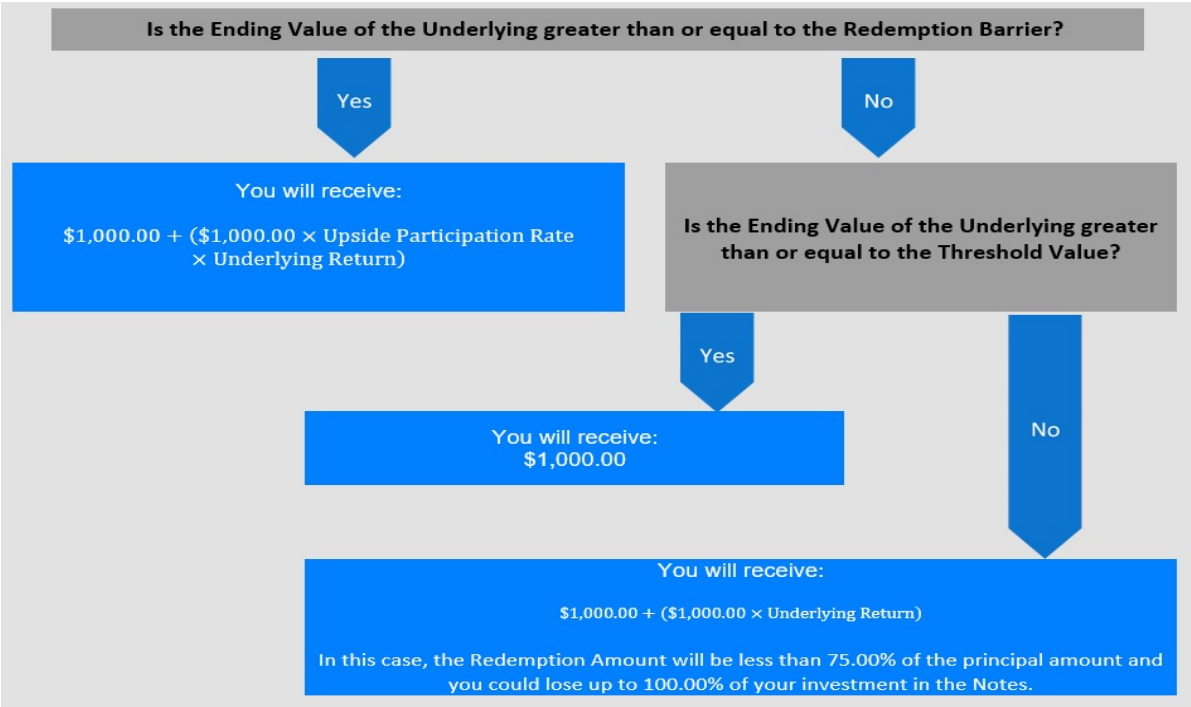 Is the Ending Value of the Underlying greater than or equal to the Redemption Barrier?
Yes
No
You will receive:
$1,000.00 + ($1,000.00 × Upside Participation Rate
× Underlying Return)
Is the Ending Value of the Underlying greater
than or equal to the Threshold Value?
Yes
No
You will receive:
$1,000.00
You will receive:
$1,000.00 + ($1,000.00 × Underlying Return)
In this case, the Redemption Amount will be less than 75.00% of the principal amount and
you could lose up to 100.00% of your investment in the Notes.